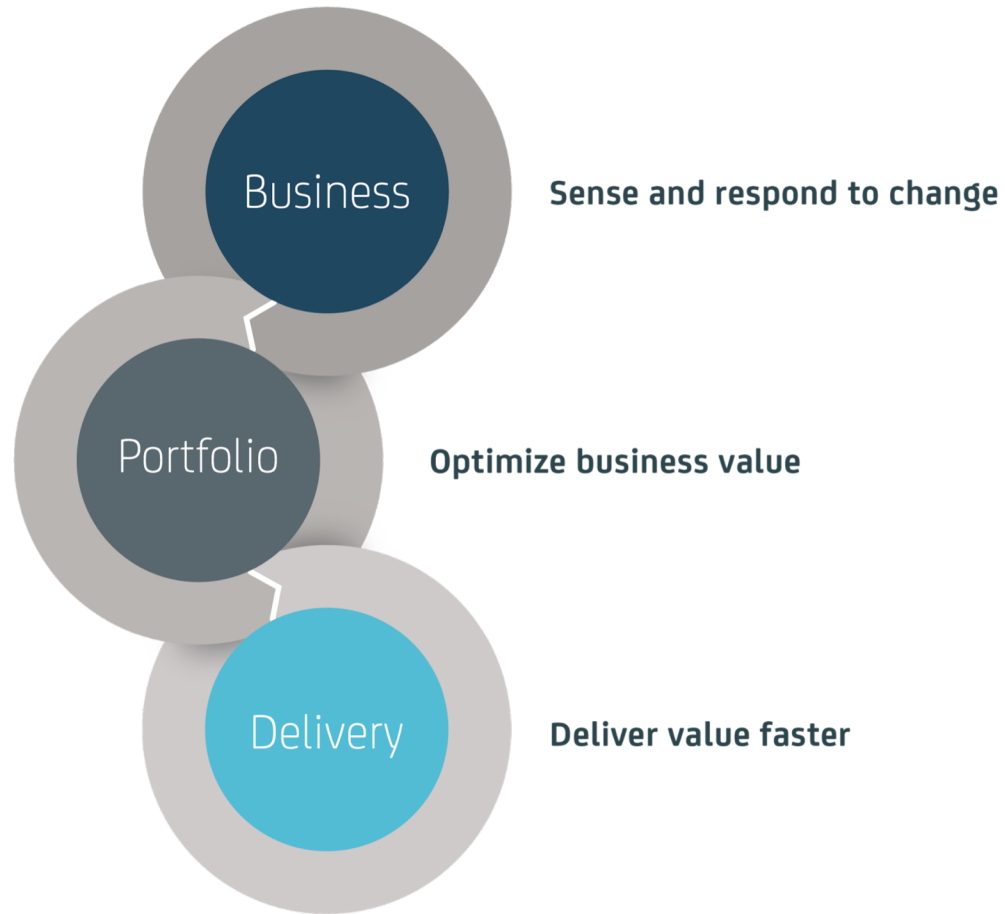 Business
Sense and respond to change
Portfolio
Optimize business value
Delivery
Deliver value faster